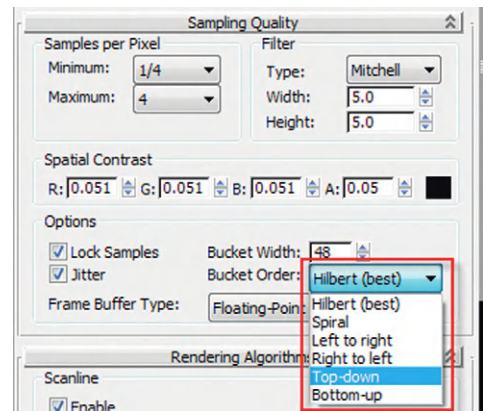 Sampling Quality
Samples per Pixel
Filter
Minimum: 1/4
Type: Mitchell
Maximum: 4
Width: 5.0
Height: 5.0
Spatial Contrast
R: 0.051 G: 0.051 B: 0.051 A: 0.05
Options
Lock Samples
Bucket Width: 48
Jitter
Bucket Order: Hilbert (best)
Frame Buffer Type:
Hilbert (best)
Spiral
Left to right
Right to left
Top-down
Bottom-up
Rendering
Scanline
Enable